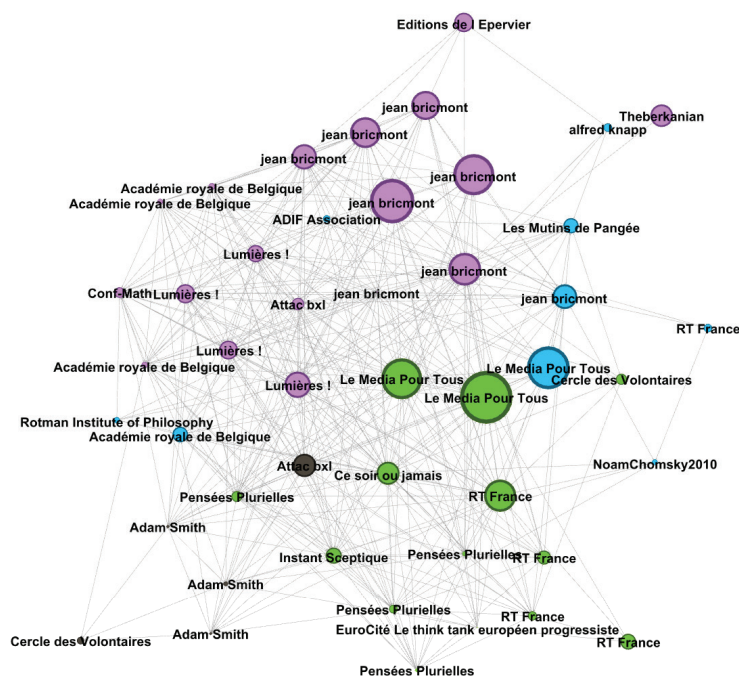 Editions de l Epervier
jean bricmont
Theberkanian
jean bricmont
alfred knapp
jean bricmont
jean bricmont
Académie royale de Belgique
jean bricmont
Académie royale de Belgique
ADIF Association
Les Mutins de Pangée
Lumières !
jean bricmont
Conf-Math
Lumières !
jean bricmont
Attac bxl
jean bricmont
RT France
Lumières !
Académie royale de Belgique
Le Media Pour Tous
Le Media Pour Tous
Cercle des Volontaires
Lumières !
Le Media Pour Tous
Rotman Institute of Philosophy
Académie royale de Belgique
Attac bxl
Ce soir ou jamais
NoamChomsky2010
Pensées Plurielles
RT France
Adam Smith
Instant Sceptique
Pensées Plurielles
RT France
Adam Smith
Pensées Plurielles
RT France
Adam Smith
EuroCité Le think tank européen progressiste
Cercle des Volontaires
RT France
Pensées Plurielles